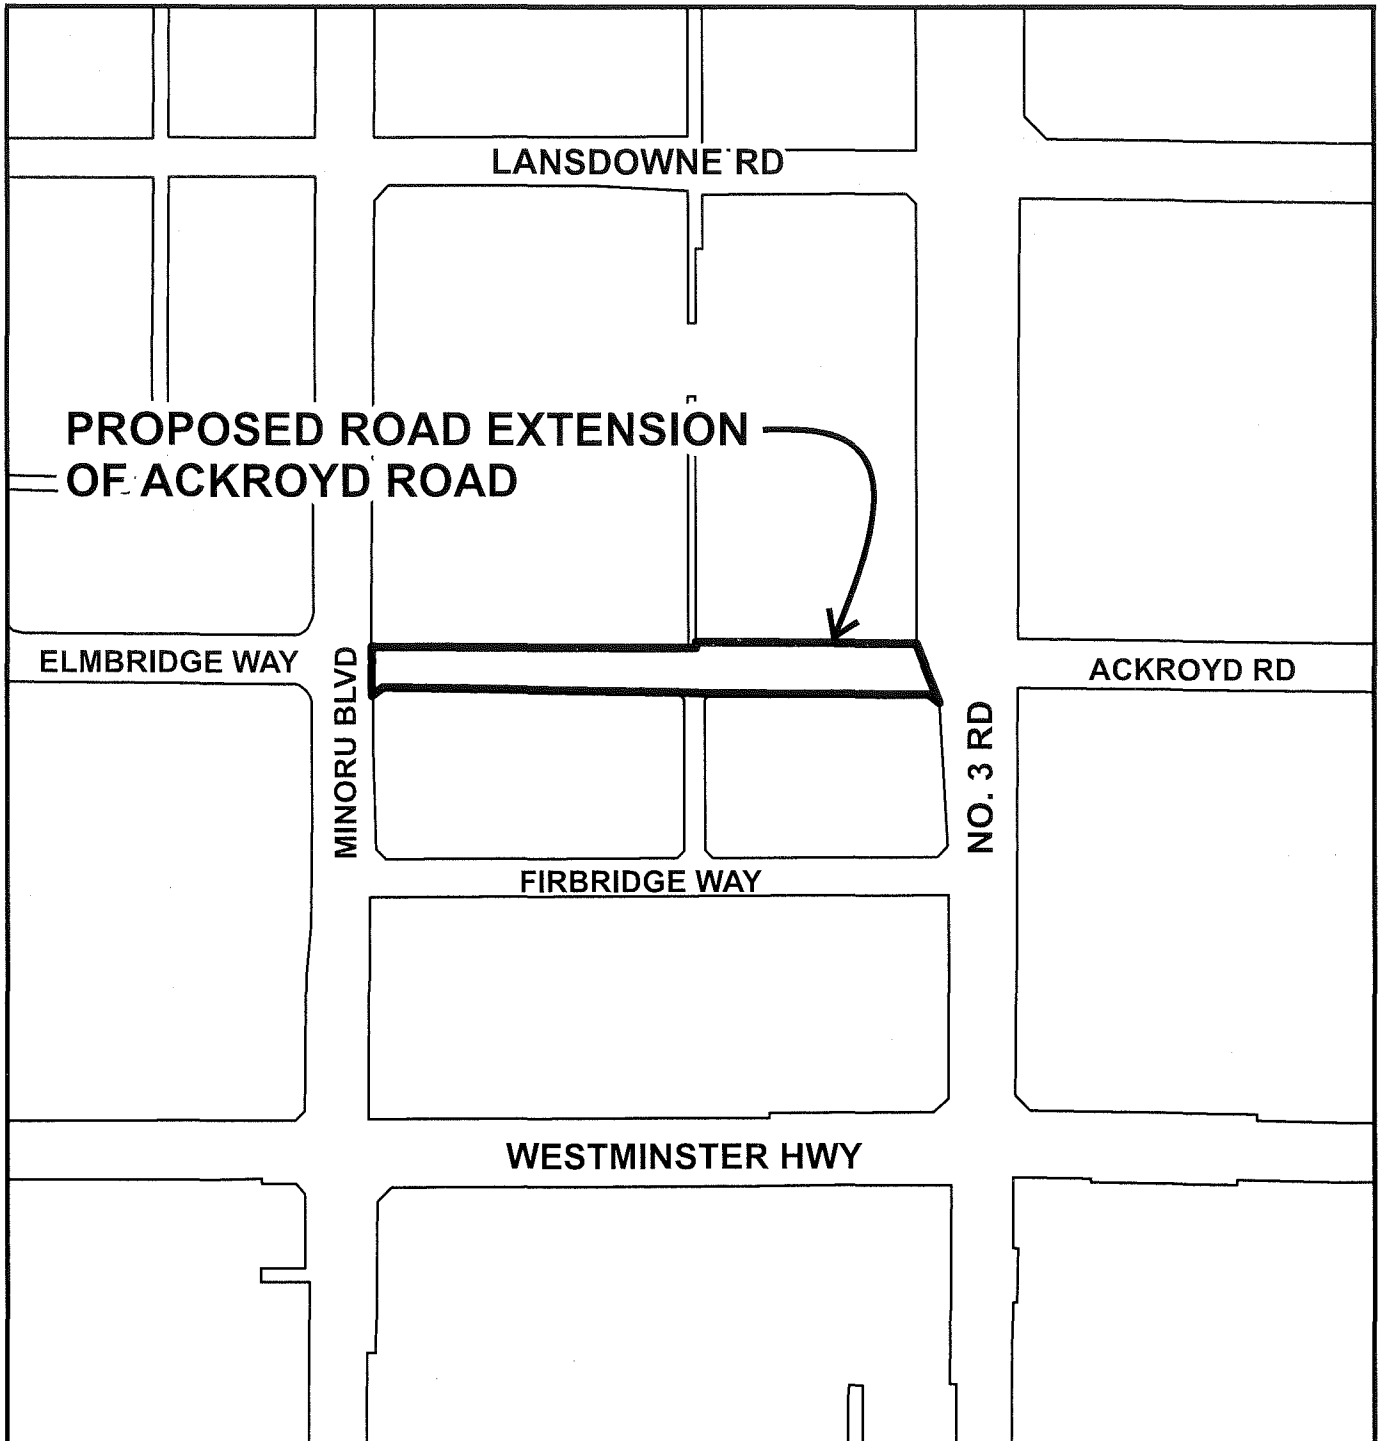 LANSDOWNE RD
PROPOSED ROAD EXTENSION
OF ACKROYD ROAD
ELMBRIDGE WAY
MINORU BLVD
ACKROYD RD
NO. 3 RD
FIRBRIDGE WAY
WESTMINSTER HWY